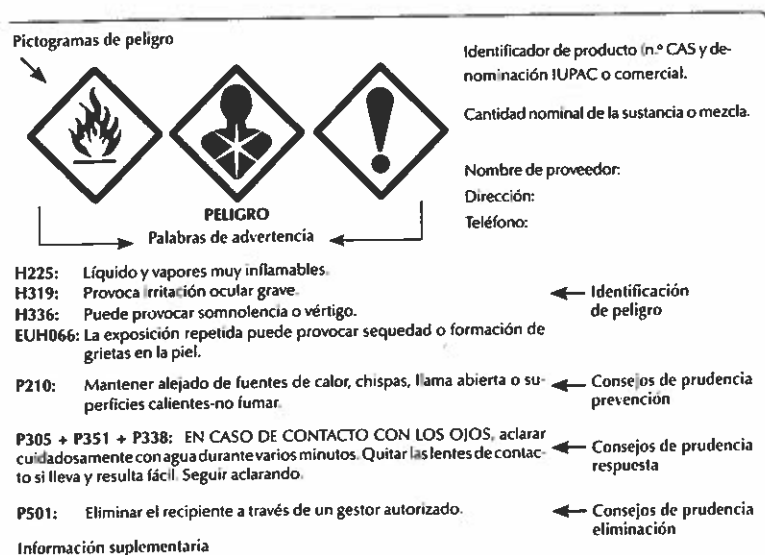 Pictogramas de peligro
PELIGRO
Palabras de advertencia
Identificador de producto (n.º CAS y de-
nominación IUPAC o comercial.
Cantidad nominal de la sustancia o mezcla.
Nombre de proveedor:
Dirección:
Teléfono:
H225: Líquido y vapores muy inflamables.
H319: Provoca irritación ocular grave.
H336: Puede provocar somnolencia o vértigo.
EUH066: La exposición repetida puede provocar sequedad o formación de
grietas en la piel.
Identificación
de peligro
P210: Mantener alejado de fuentes de calor, chispas, llama abierta o su-
perficies calientes-no fumar.
Consejos de prudencia
prevención
P305 + P351 + P338: EN CASO DE CONTACTO CON LOS OJOS, aclarar
cuidadosamente con agua durante varios minutos. Quitar las lentes de contac-
to si lleva y resulta fácil. Seguir aclarando.
Consejos de prudencia
respuesta
P501: Eliminar el recipiente a través de un gestor autorizado.
Consejos de prudencia
eliminación
Información suplementaria